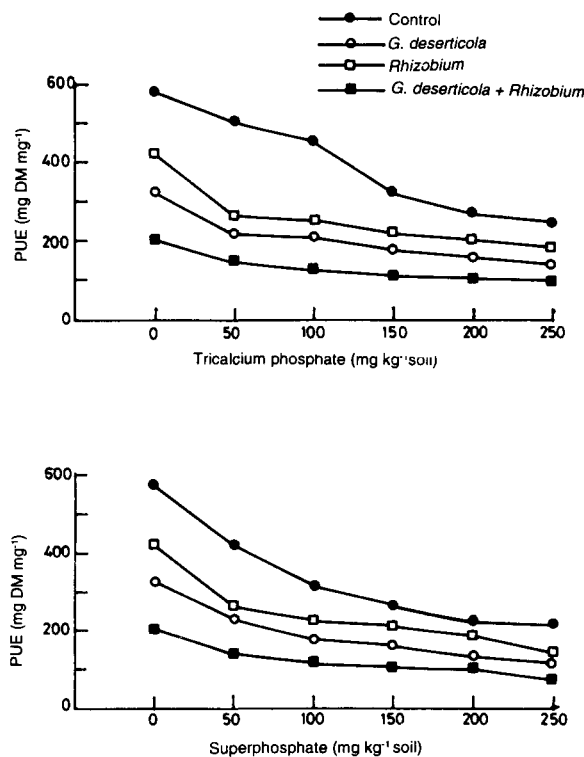 Control
G. deserticola
Rhizobium
G. deserticola + Rhizobium
600
400
200
0
PUE (mg DM mg⁻¹)
0 50 100 150 200 250
Tricalcium phosphate (mg kg⁻¹ soil)
600
400
200
0
PUE (mg DM mg⁻¹)
0 50 100 150 200 250
Superphosphate (mg kg⁻¹ soil)